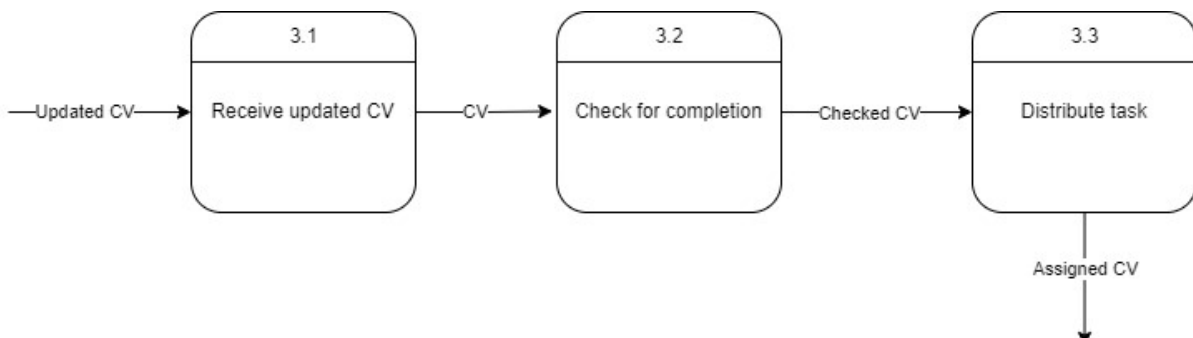 3.1
3.2
3.3
Updated CV
Receive updated CV
CV
Check for completion
Checked CV
Distribute task
Assigned CV